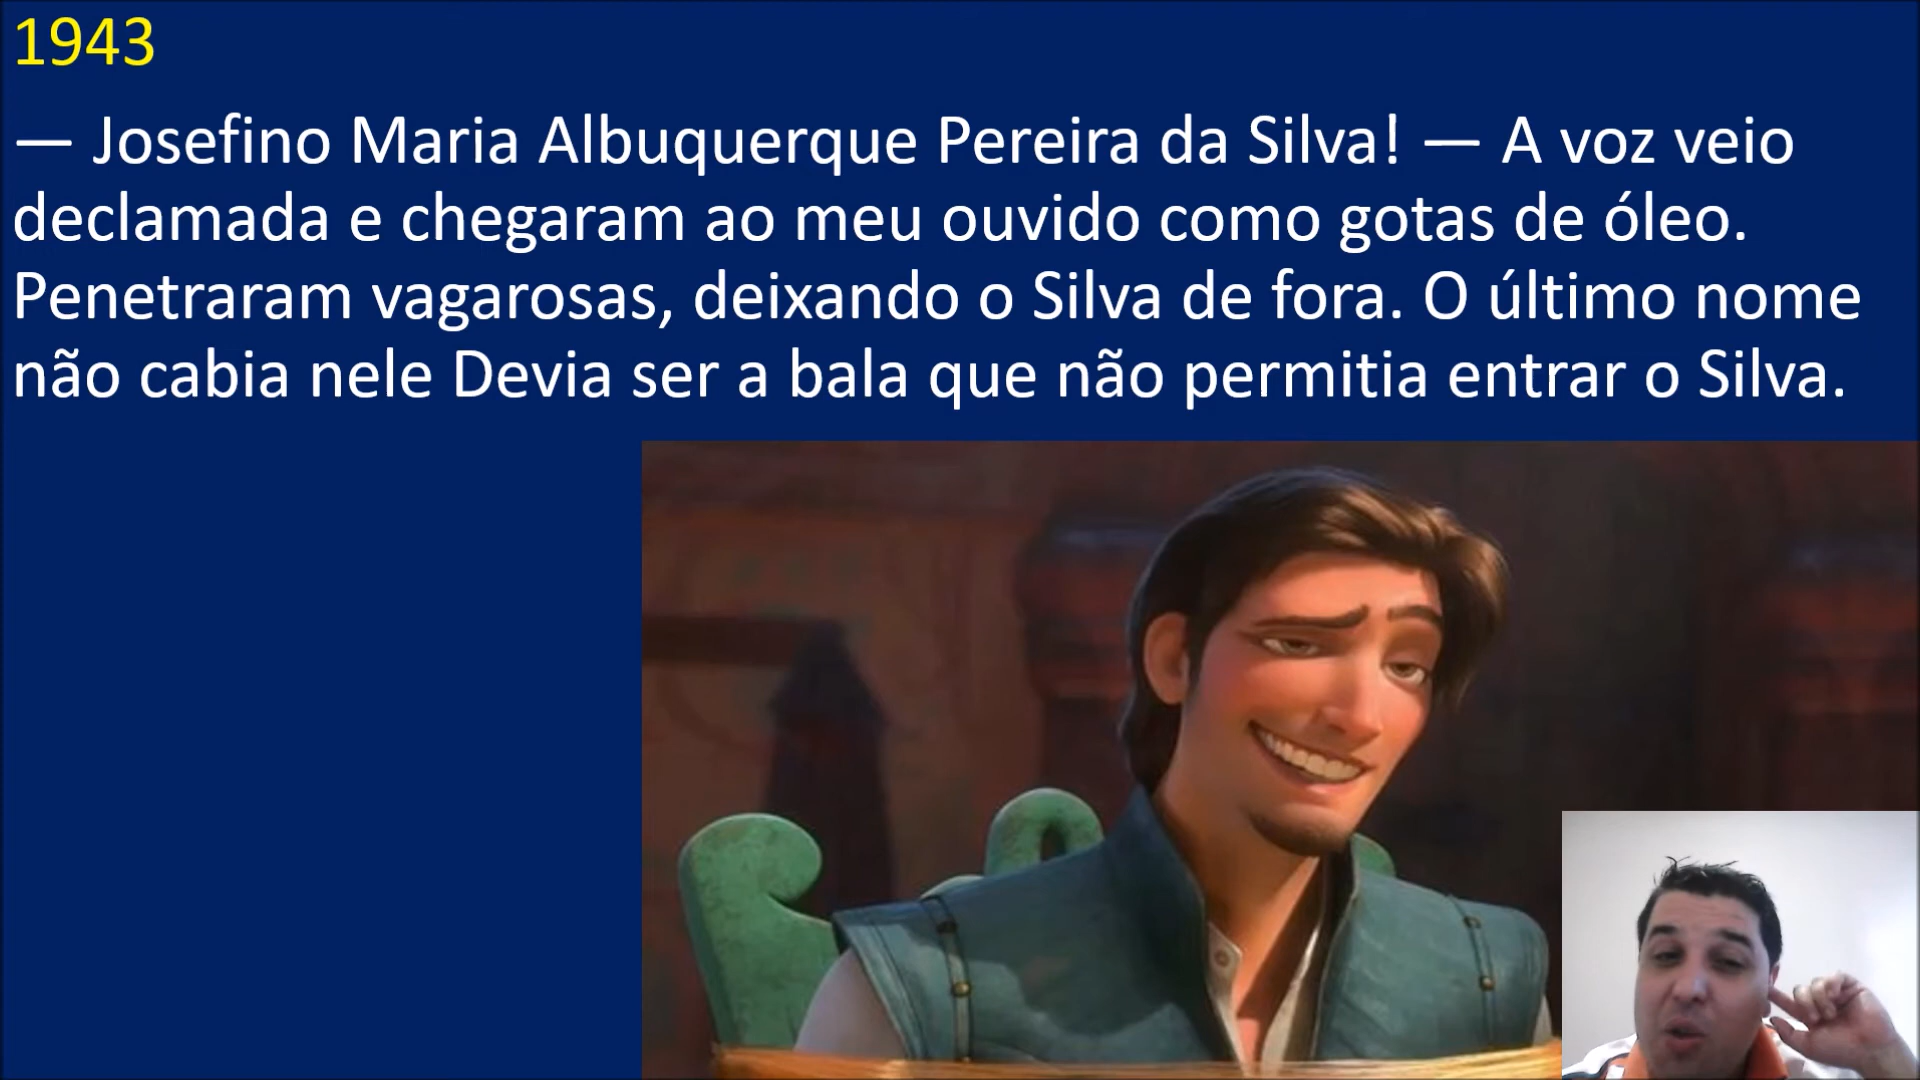 1943
— Josefino Maria Albuquerque Pereira da Silva! — A voz veio
declamada e chegaram ao meu ouvido como gotas de óleo.
Penetraram vagarosas, deixando o Silva de fora. O último nome
não cabia nele Devia ser a bala que não permitia entrar o Silva.